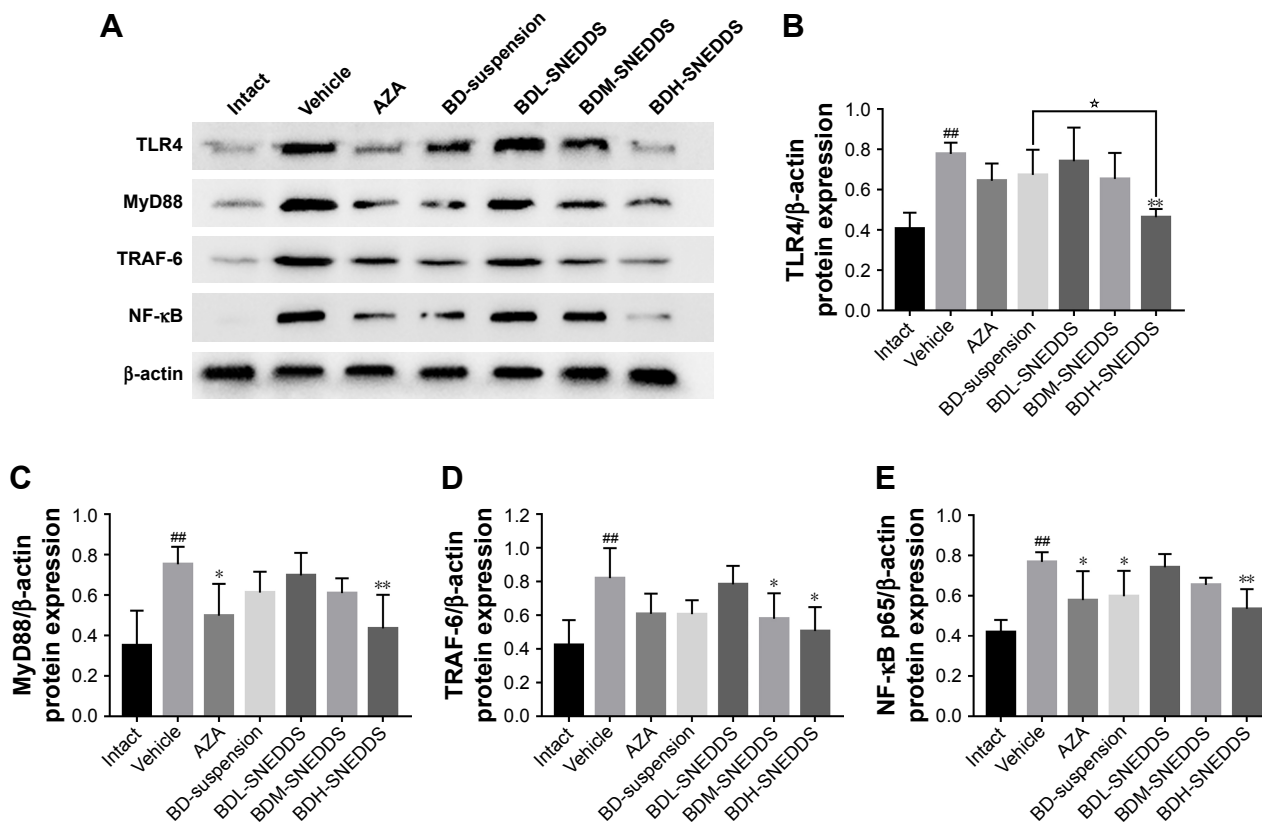 A
Intact
Vehicle
AZA
BD-suspension
BDL-SNEDDS
BDM-SNEDDS
BDH-SNEDDS
TLR4
MyD88
TRAF-6
NF-κB
β-actin
B
TLR4/β-actin
protein expression
1.0
0.8
0.6
0.4
0.2
0.0
##
☆
**
Intact
Vehicle
AZA
BD-suspension
BDL-SNEDDS
BDM-SNEDDS
BDH-SNEDDS
C
MyD88/β-actin
protein expression
1.0
0.8
0.6
0.4
0.2
0.0
##
*
**
Intact
Vehicle
AZA
BD-suspension
BDL-SNEDDS
BDM-SNEDDS
BDH-SNEDDS
D
TRAF-6/β-actin
protein expression
1.2
1.0
0.8
0.6
0.4
0.2
0.0
##
*
*
Intact
Vehicle
AZA
BD-suspension
BDL-SNEDDS
BDM-SNEDDS
BDH-SNEDDS
E
NF-κB p65/β-actin
protein expression
1.0
0.8
0.6
0.4
0.2
0.0
##
*
*
**
Intact
Vehicle
AZA
BD-suspension
BDL-SNEDDS
BDM-SNEDDS
BDH-SNEDDS